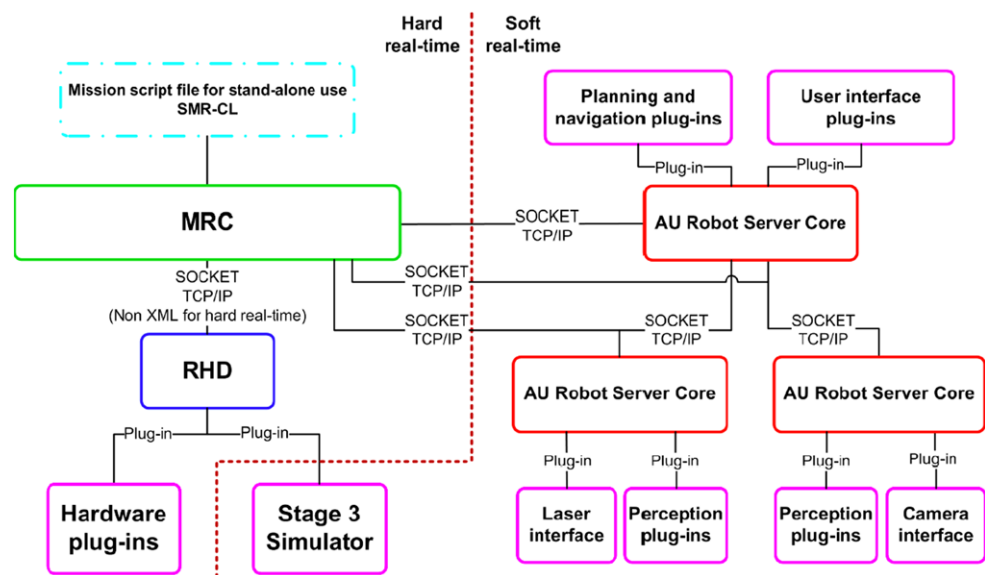 Hard
real-time
Soft
real-time
Mission script file for stand-alone use
SMR-CL
Planning and
navigation plug-ins
User interface
plug-ins
Plug-in
Plug-in
MRC
SOCKET
TCP/IP
AU Robot Server Core
SOCKET
TCP/IP
(Non XML for hard real-time)
SOCKET
TCP/IP
SOCKET
TCP/IP
SOCKET
TCP/IP
SOCKET
TCP/IP
RHD
AU Robot Server Core
AU Robot Server Core
Plug-in
Plug-in
Plug-in
Plug-in
Plug-in
Plug-in
Hardware
plug-ins
Stage 3
Simulator
Laser
interface
Perception
plug-ins
Perception
plug-ins
Camera
interface